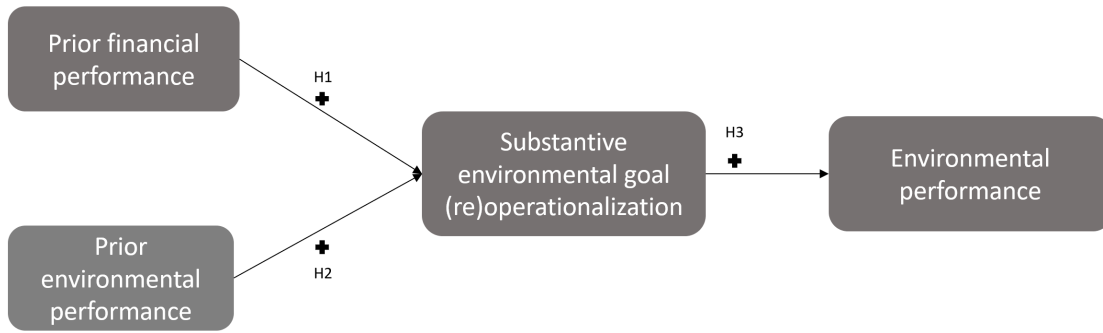 Prior financial
performance
H1
+
Substantive
environmental goal
(re)operationalization
H3
+
Environmental
performance
Prior
environmental
performance
+
H2